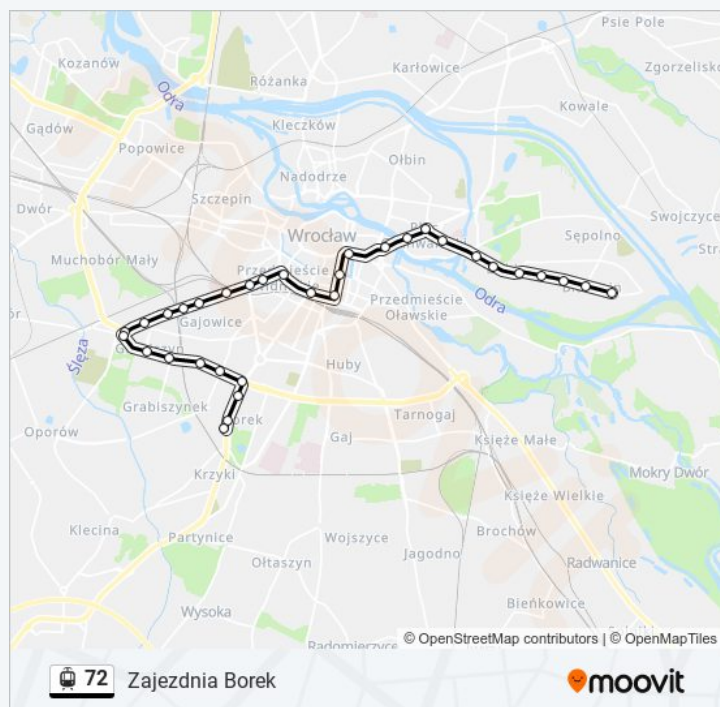 Psie Pole
Kozanów
Karłowice
Zgorzelisko
Różanka
Odra
Kowale
Gądów
Kleczków
Popowice
Ołbin
Nadodrze
Szczepin
Dwór
Swojczyce
Wrocław
Sępolno
Muchobór Mały
Przedmieście
Odra
Przedmieście
Oławskie
Gajowice
Ślęza
Huby
Grabiszynek
Tarnogaj
Oporów
Gaj
Księże Małe
Krzyki
Mokry Dwór
Księże Wielkie
Klecina
Partynice
Wojszyce
Brochów
Jagodno
Ołtaszyn
Radwanice
Bieńkowice
Wysoka
Radomierzyce
© OpenStreetMap contributors | © OpenMapTiles
72 Zajezdnia Borek
moovit